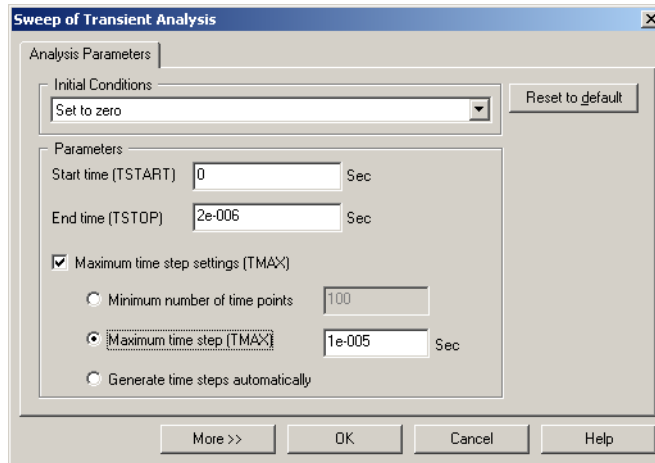 Sweep of Transient Analysis
Analysis Parameters
Initial Conditions
Set to zero
Reset to default
Parameters
Start time (TSTART) 0 Sec
End time (TSTOP) 2e-006 Sec
Maximum time step settings (TMAX)
Minimum number of time points 100
Maximum time step (TMAX) 1e-005 Sec
Generate time steps automatically
More >> OK Cancel Help